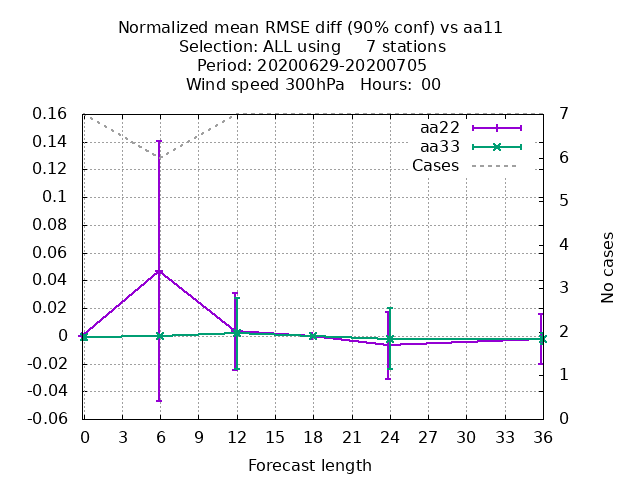 Normalized mean RMSE diff (90% conf) vs aa11
Selection: ALL using     7 stations
Period: 20200629-20200705
Wind speed 300hPa   Hours:  00
0.16
0.14
0.12
0.1
0.08
0.06
0.04
0.02
0
-0.02
-0.04
-0.06
aa22
aa33
Cases
7
6
5
4
3
2
1
0
No cases
0 3 6 9 12 15 18 21 24 27 30 33 36
Forecast length